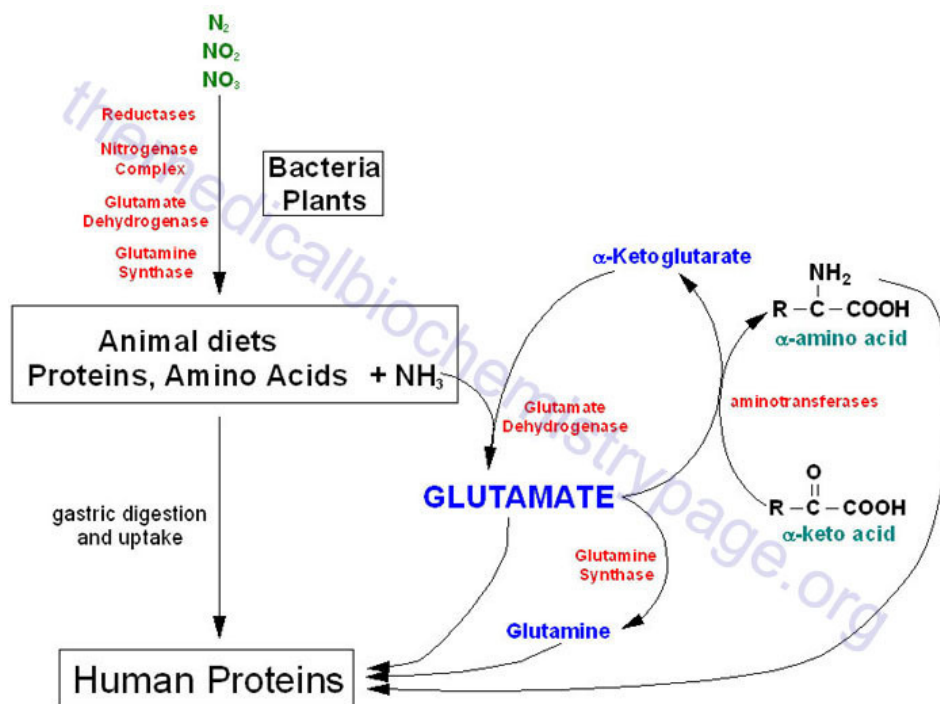 N₂
NO₂
NO₃
Reductases
Nitrogenase
Complex
Glutamate
Dehydrogenase
Glutamine
Synthase
Bacteria
Plants
Animal diets
Proteins, Amino Acids + NH₃
gastric digestion
and uptake
Human Proteins
α-Ketoglutarate
Glutamate
Dehydrogenase
GLUTAMATE
Glutamine
Synthase
Glutamine
NH₂
R – C – COOH
α-amino acid
aminotransferases
O
R – C – COOH
α-keto acid
themedicalbiochemistrypage.org